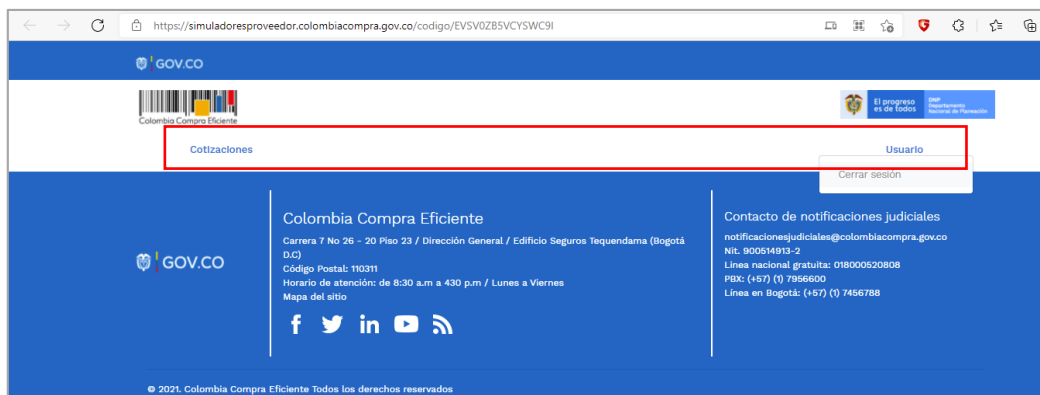 https://simuladoresproveedor.colombiacompra.gov.co/codigo/EVSV0ZB5VCYSWC9I
GOV.CO
Colombia Compra Eficiente
El progreso
es de todos
DNP
Departamento
Nacional de Planeación
Cotizaciones
Usuario
Cerrar sesión
GOV.CO
Colombia Compra Eficiente
Carrera 7 No 26 - 20 Piso 23 / Dirección General / Edificio Seguros Tequendama (Bogotá
D.C)
Código Postal: 110311
Horario de atención: de 8:30 a.m a 430 p.m / Lunes a Viernes
Mapa del sitio
Contacto de notificaciones judiciales
notificacionesjudiciales@colombiacompra.gov.co
Nit. 900514913-2
Linea nacional gratuita: 018000520808
PBX: (+57) (1) 7956600
Línea en Bogotá: (+57) (1) 7456788
© 2021. Colombia Compra Eficiente Todos los derechos reservados